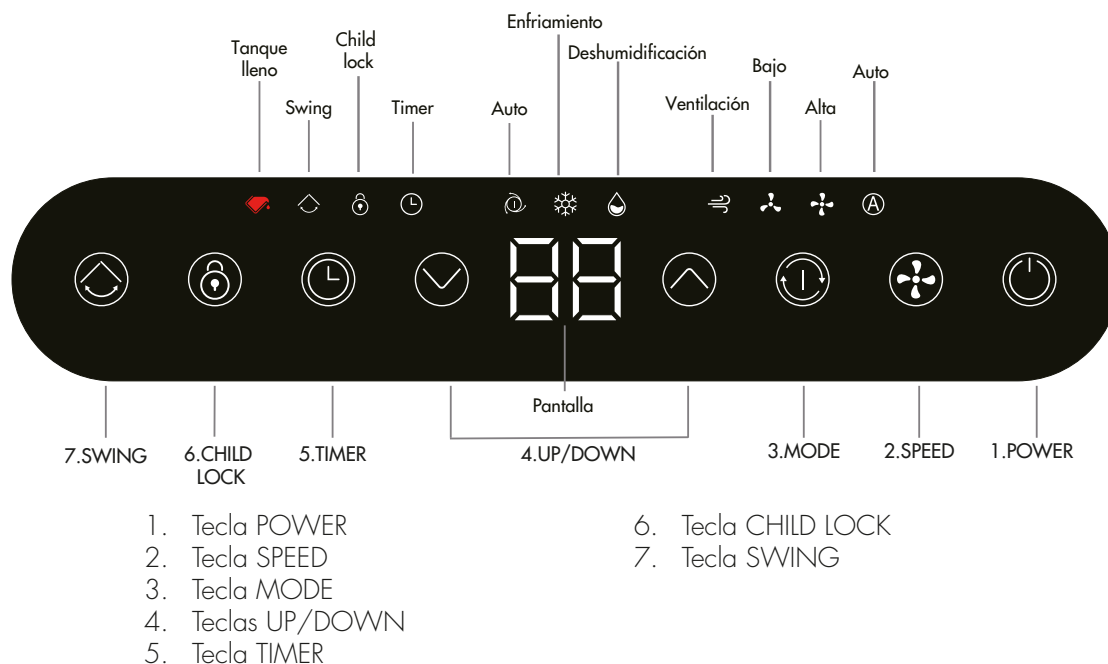 Enfriamiento
Tanque
lleno
Child
lock
Deshumidificación
Bajo
Auto
Swing
Timer
Auto
Ventilación
Alta
A
88
Pantalla
7.SWING
6.CHILD
LOCK
5.TIMER
4.UP/DOWN
3.MODE
2.SPEED
1.POWER
1. Tecla POWER
2. Tecla SPEED
3. Tecla MODE
4. Teclas UP/DOWN
5. Tecla TIMER
6. Tecla CHILD LOCK
7. Tecla SWING